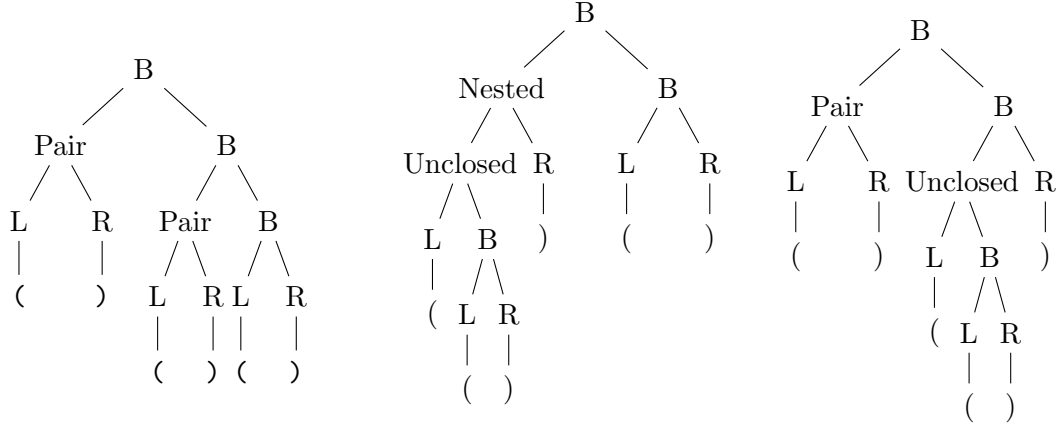 B
Pair B
L R Pair B
( ) L R L R
( ) ( )
B
Nested B
Unclosed R L R
L B ) ( )
( L R
( )
B
Pair B
L R Unclosed R
( ) L B )
( L R
( )